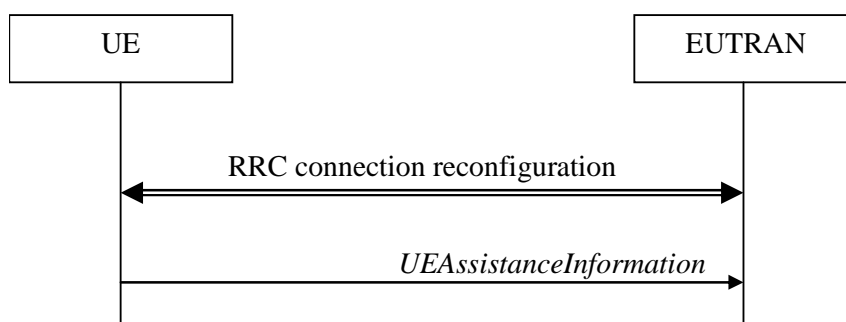 UE
EUTRAN
RRC connection reconfiguration
UEAssistanceInformation